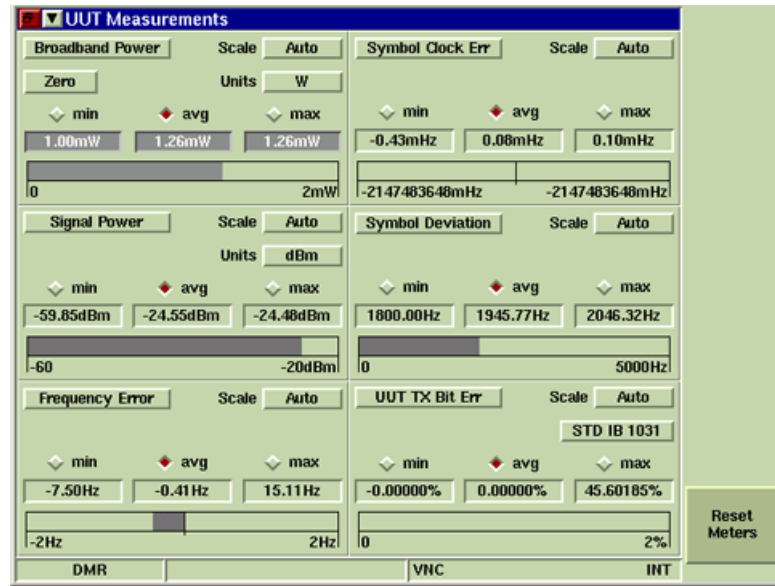 UUT Measurements
Broadband Power Scale Auto
Zero Units W
min avg max
1.00mW 1.26mW 1.26mW
0 2mW
Symbol Clock Err Scale Auto
min avg max
-0.43mHz 0.08mHz 0.10mHz
-2147483648mHz -2147483648mHz
Signal Power Scale Auto
Units dBm
min avg max
-59.85dBm -24.55dBm -24.48dBm
-60 -20dBm
Symbol Deviation Scale Auto
min avg max
1800.00Hz 1945.77Hz 2046.32Hz
0 5000Hz
Frequency Error Scale Auto
min avg max
-7.50Hz -0.41Hz 15.11Hz
-2Hz 2Hz
UUT TX Bit Err Scale Auto
STD IB 1031
min avg max
-0.00000% 0.00000% 45.60185%
0 2%
Reset
Meters
DMR VNC INT